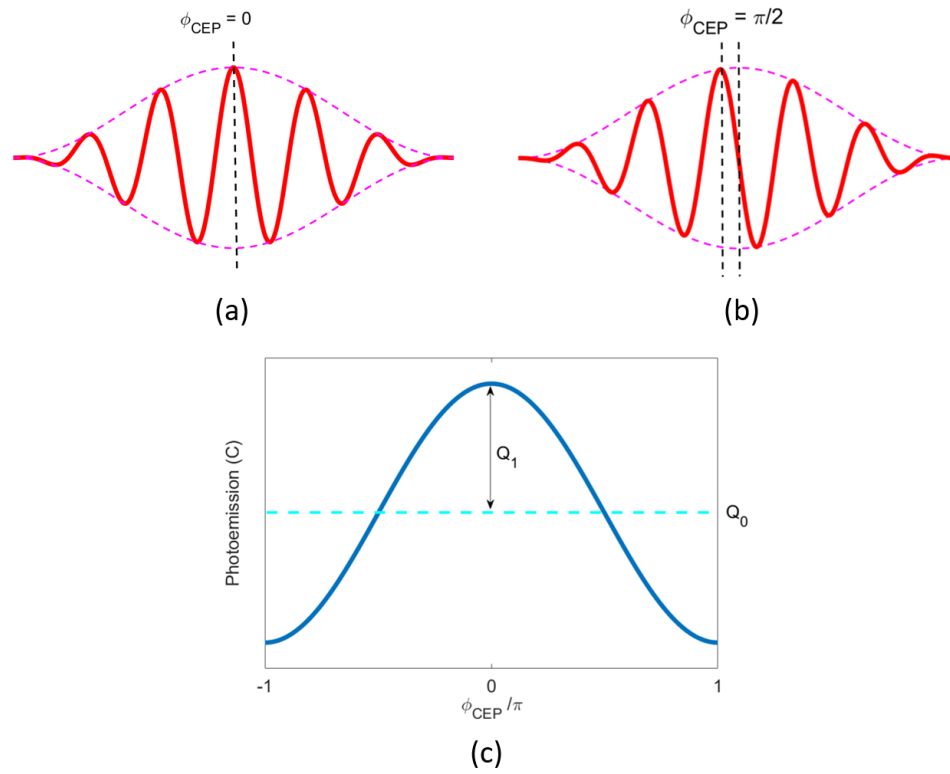 ϕCEP = 0
ϕCEP = π/2
(a)
(b)
Photoemission (C)
Q1
Q0
-1
0
1
ϕCEP/π
(c)